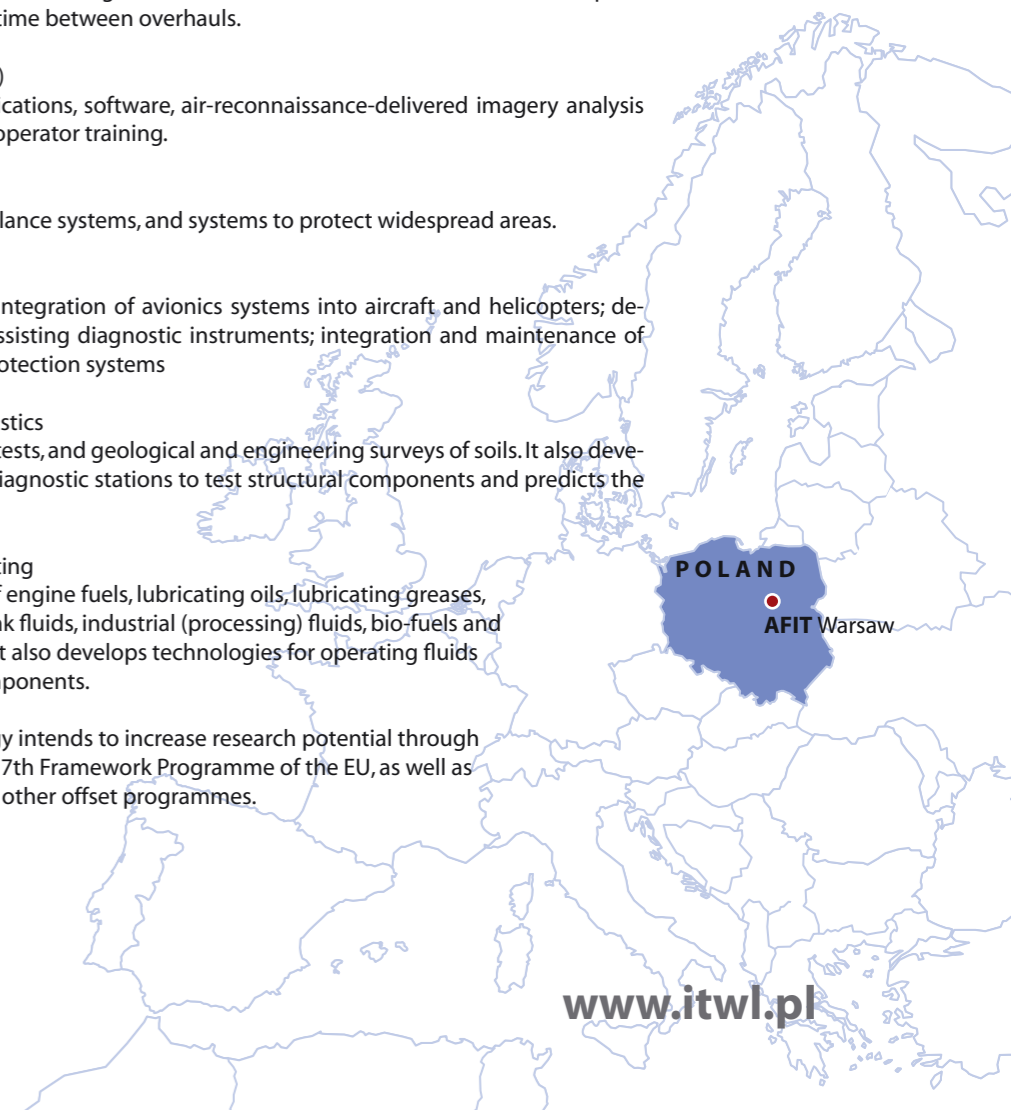 time between overhauls.
)
ications, software, air-reconnaissance-delivered imagery analysis
operator training.
lance systems, and systems to protect widespread areas.
integration of avionics systems into aircraft and helicopters; de-
ssisting diagnostic instruments; integration and maintenance of
otection systems
stics
tests, and geological and engineering surveys of soils. It also deve-
diagnostic stations to test structural components and predicts the
ting
f engine fuels, lubricating oils, lubricating greases,
nk fluids, industrial (processing) fluids, bio-fuels and
t also develops technologies for operating fluids
ponents.
gy intends to increase research potential through
7th Framework Programme of the EU, as well as
other offset programmes.
POLAND
AFIT Warsaw
www.itwl.pl